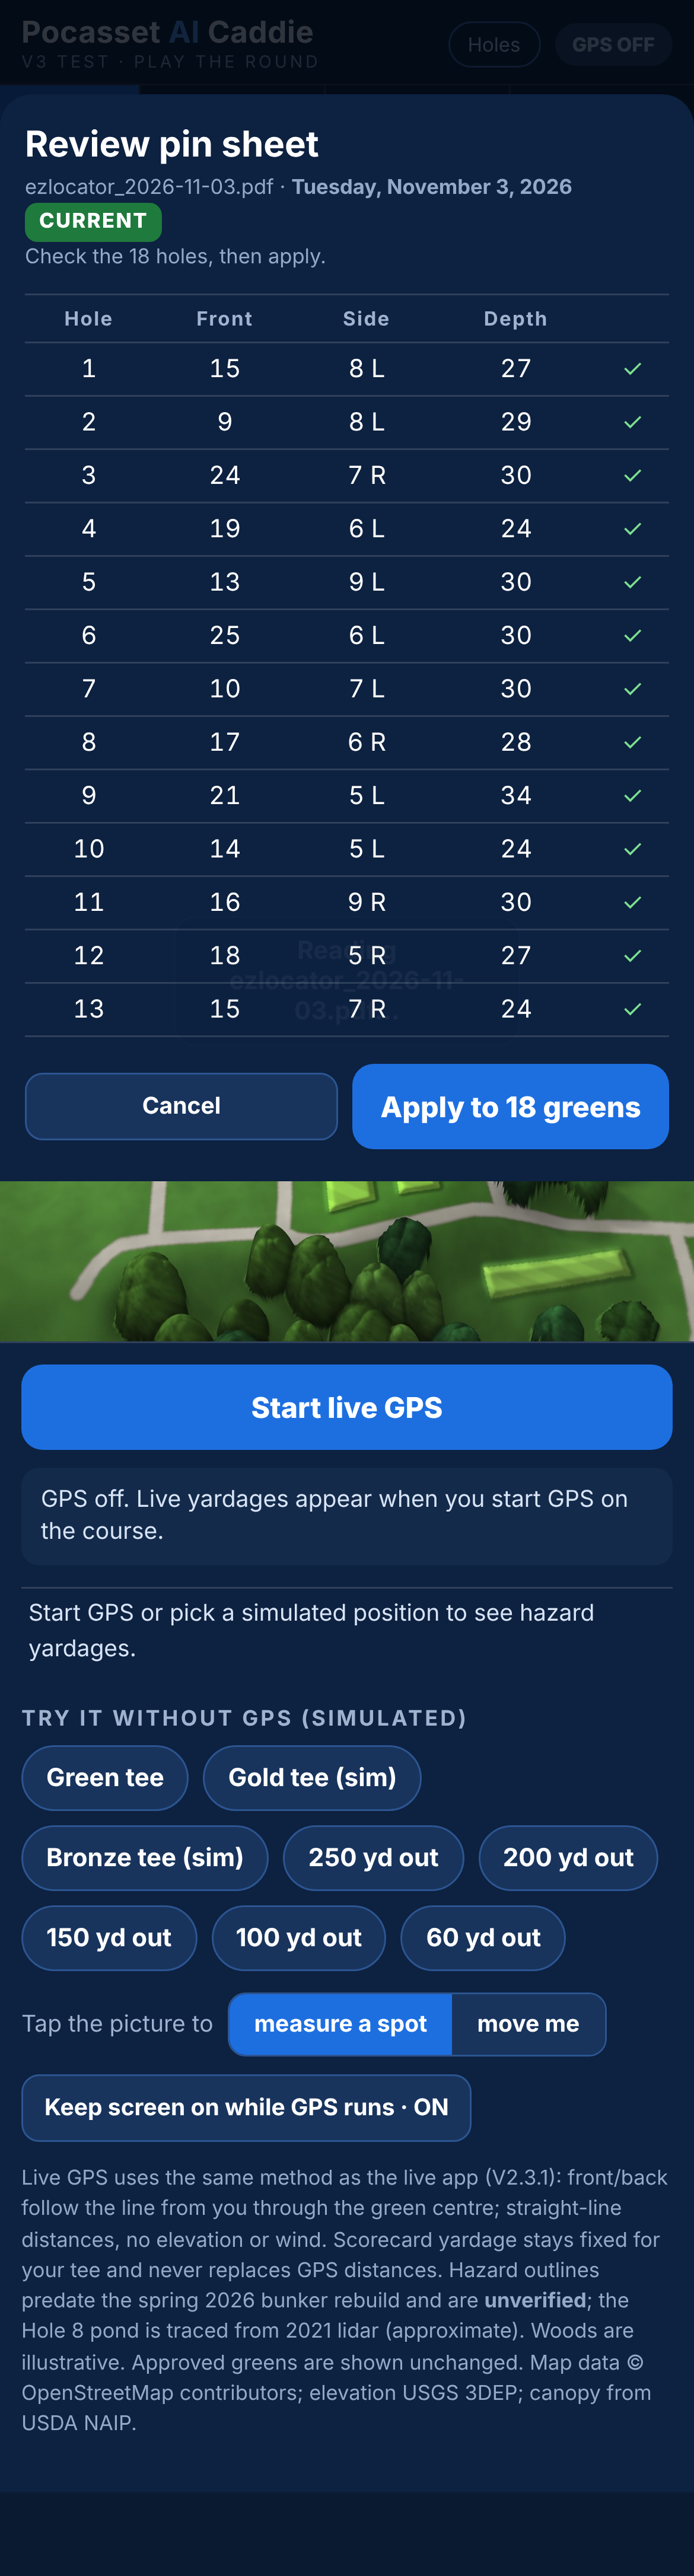 Pocasset AI Caddie
V3 TEST · PLAY THE ROUND
Holes
GPS OFF
Review pin sheet
ezlocator_2026-11-03.pdf · Tuesday, November 3, 2026
CURRENT
Check the 18 holes, then apply.
Hole Front Side Depth
1 15 8 L 27 ✓
2 9 8 L 29 ✓
3 24 7 R 30 ✓
4 19 6 L 24 ✓
5 13 9 L 30 ✓
6 25 6 L 30 ✓
7 10 7 L 30 ✓
8 17 6 R 28 ✓
9 21 5 L 34 ✓
10 14 5 L 24 ✓
11 16 9 R 30 ✓
12 18 5 R 27 ✓
13 15 7 R 24 ✓
Reading
ezlocator_2026-11-
Cancel
Apply to 18 greens
Start live GPS
GPS off. Live yardages appear when you start GPS on
the course.
Start GPS or pick a simulated position to see hazard
yardages.
TRY IT WITHOUT GPS (SIMULATED)
Green tee
Gold tee (sim)
Bronze tee (sim)
250 yd out
200 yd out
150 yd out
100 yd out
60 yd out
Tap the picture to
measure a spot
move me
Keep screen on while GPS runs · ON
Live GPS uses the same method as the live app (V2.3.1): front/back
follow the line from you through the green centre; straight-line
distances, no elevation or wind. Scorecard yardage stays fixed for
your tee and never replaces GPS distances. Hazard outlines
predate the spring 2026 bunker rebuild and are unverified; the
Hole 8 pond is traced from 2021 lidar (approximate). Woods are
illustrative. Approved greens are shown unchanged. Map data ©
OpenStreetMap contributors; elevation USGS 3DEP; canopy from
USDA NAIP.